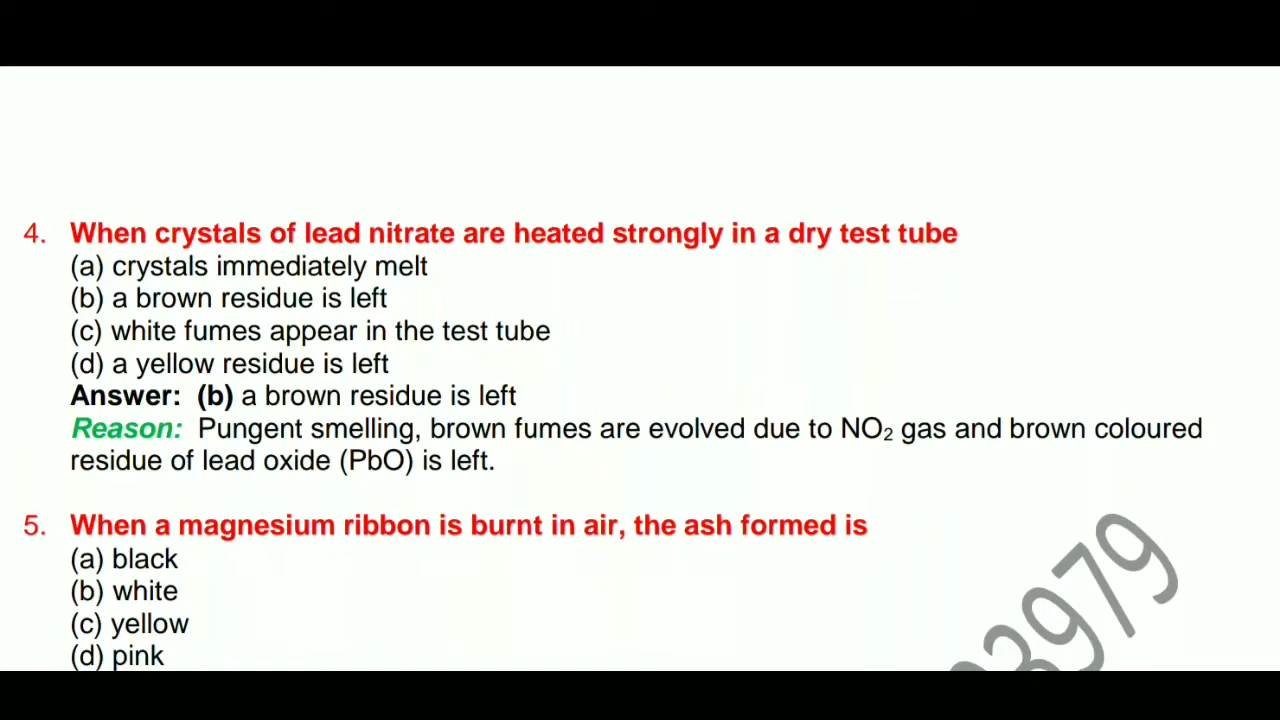 4. When crystals of lead nitrate are heated strongly in a dry test tube
(a) crystals immediately melt
(b) a brown residue is left
(c) white fumes appear in the test tube
(d) a yellow residue is left
Answer: (b) a brown residue is left
Reason: Pungent smelling, brown fumes are evolved due to NO₂ gas and brown coloured
residue of lead oxide (PbO) is left.
5. When a magnesium ribbon is burnt in air, the ash formed is
(a) black
(b) white
(c) yellow
(d) pink
3979